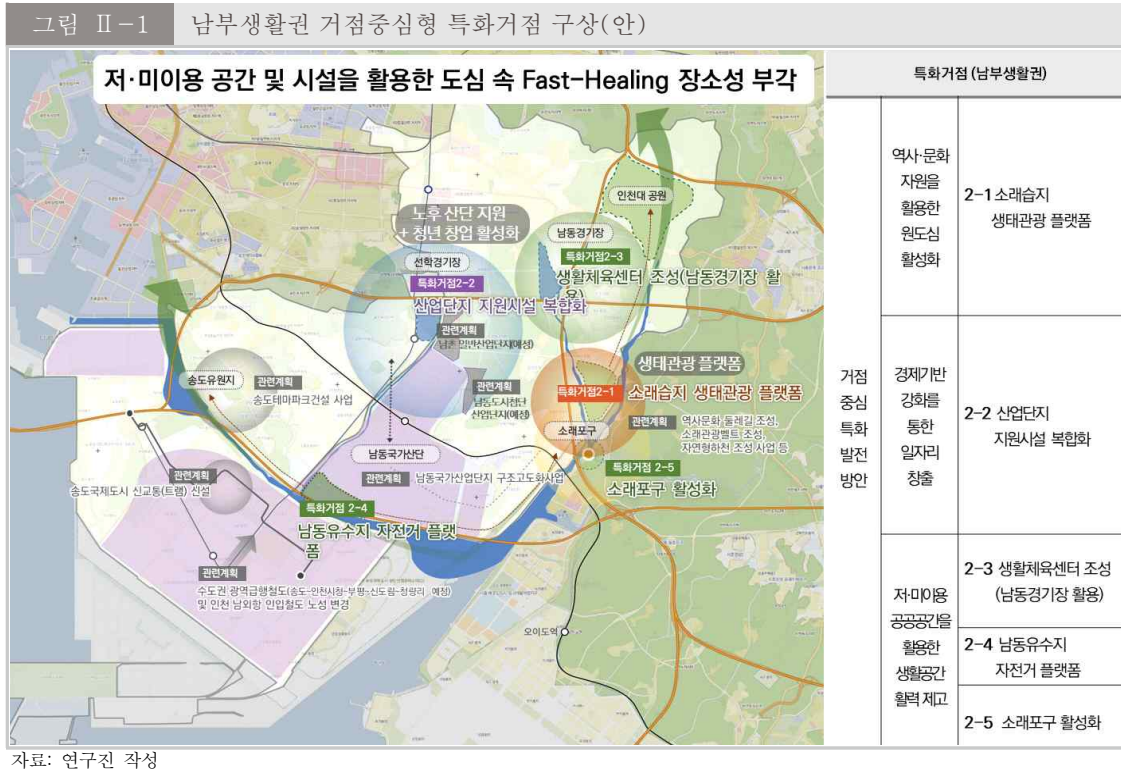 그림 Ⅱ-1 남부생활권 거점중심형 특화거점 구상(안)
저·미이용 공간 및 시설을 활용한 도심 속 Fast-Healing 장소성 부각
인천대 공원
노후 산단 지원
+ 청년 창업 활성화
남동경기장
특화거점2-3
생활체육센터 조성(남동경기장 활
용)
선학경기장
특화거점2-2
산업단지 지원시설 복합화
관련계획
남촌 일반산업단지(예정)
생태관광 플랫폼
송도유원지
관련계획
송도테마파크건설 사업
관련계획
남동도시첨단
산업단지(예정)
특화거점2-1
소래습지 생태관광 플랫폼
소래포구
관련계획
역사문화 둘레길 조성,
소래관광벨트 조성,
자연형하천 조성 사업 등
남동국가산단
관련계획
남동국가산업단지 구조고도화사업
특화거점 2-5
소래포구 활성화
관련계획
송도국제도시 신교통(트램) 신설
특화거점 2-4
남동유수지 자전거 플랫
폼
관련계획
수도권 광역급행철도(송도-인천시청-부평-신도림-청량리 예정)
및 인천 남외항 인입철도 노성 변경
오이도역
특화거점 (남부생활권)
거점
중심
특화
발전
방안
역사·문화
자원을
활용한
원도심
활성화
2-1 소래습지
생태관광 플랫폼
경제기반
강화를
통한
일자리
창출
2-2 산업단지
지원시설 복합화
저·미이용
공공공간을
활용한
생활공간
활력 제고
2-3 생활체육센터 조성
(남동경기장 활용)
2-4 남동유수지
자전거 플랫폼
2-5 소래포구 활성화
자료: 연구진 작성